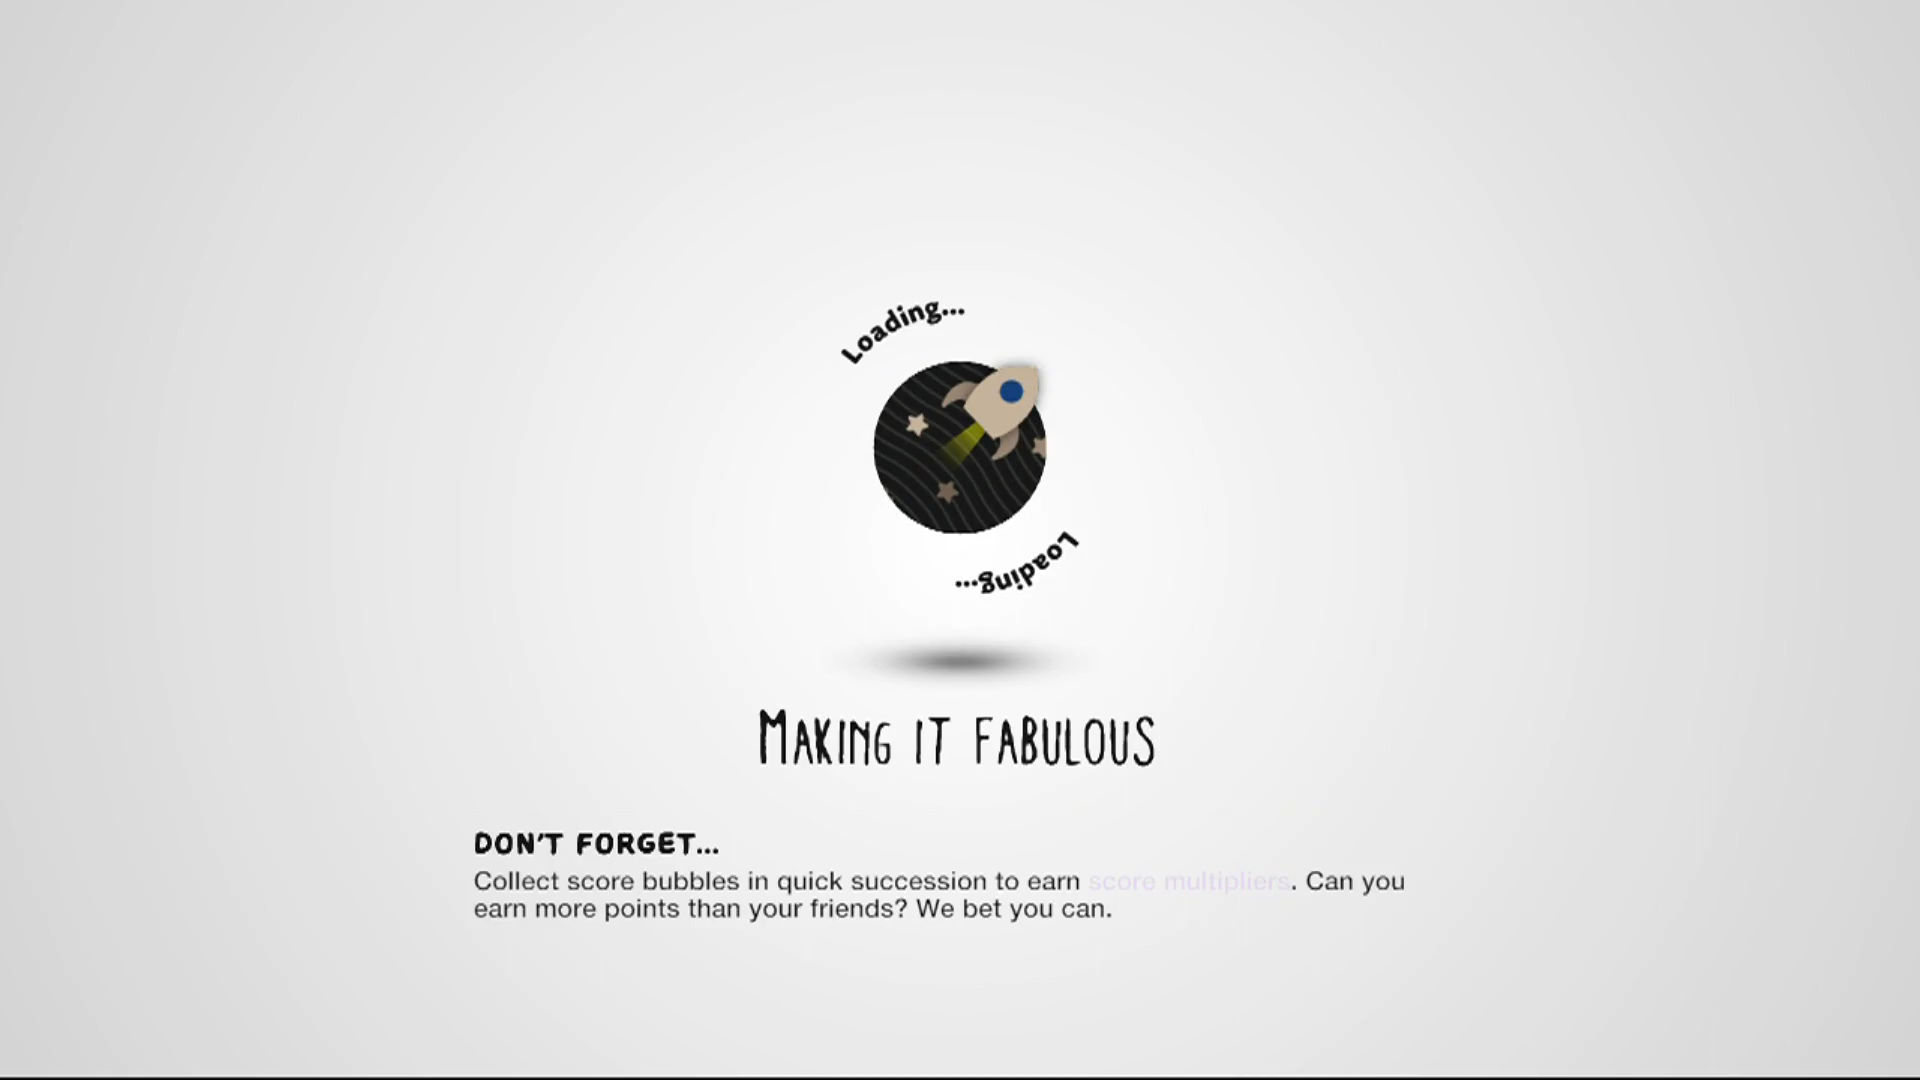 Loading...
Loading...
Making it fabulous
DON'T FORGET...
Collect score bubbles in quick succession to earn score multipliers. Can you
earn more points than your friends? We bet you can.